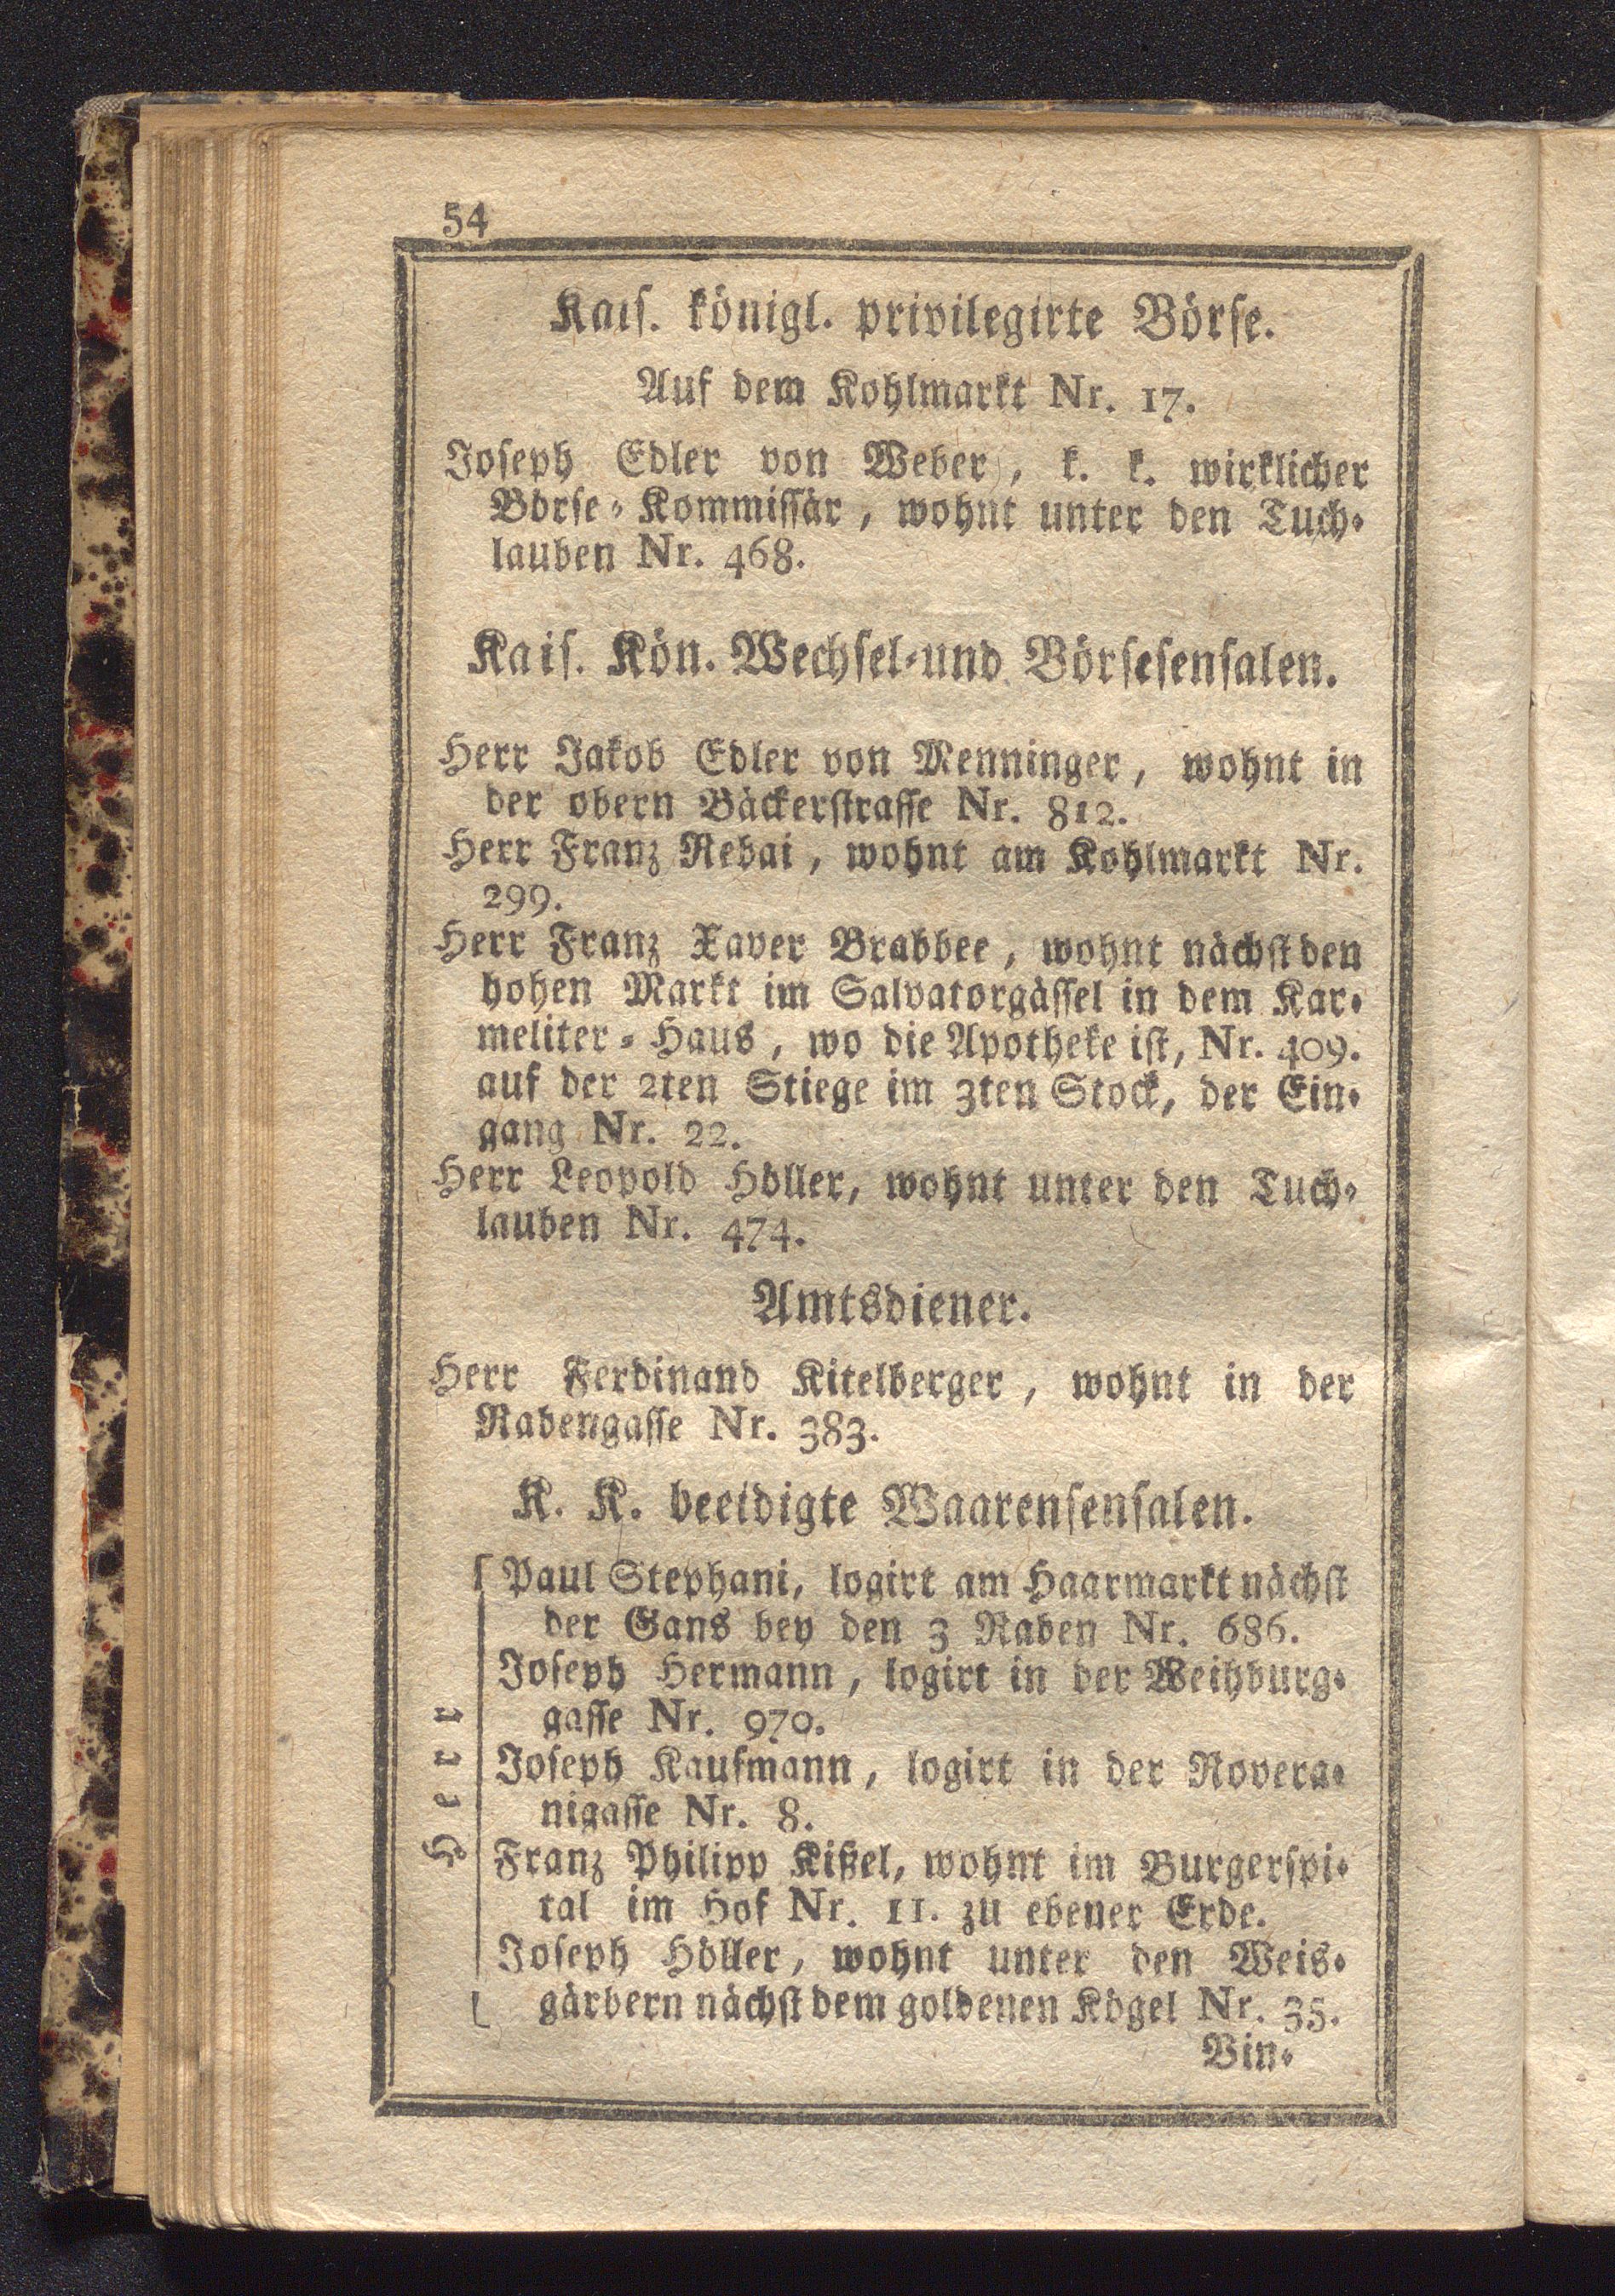 54
Kais. königl. privilegirte Börse.
Auf dem Kohlmarkt Nr. 17.
Joseph Edler von Weber, k. k. wirklicher
Börse-Kommissär, wohnt unter den Tuch-
lauben Nr. 468.
Kais. Kön. Wechsel-und Börsesensalen.
Herr Jakob Edler von Menninger, wohnt in
der obern Bäckerstrasse Nr. 812.
Herr Franz Rebai, wohnt am Kohlmarkt Nr.
299.
Herr Franz Xaver Brabbee, wohnt nächst den
hohen Markt im Salvatorgässel in dem Kar-
meliter-Haus, wo die Apotheke ist, Nr. 409.
auf der 2ten Stiege im 3ten Stock, der Ein-
gang Nr. 22.
Herr Leopold Höller, wohnt unter den Tuch-
lauben Nr. 474.
Amtsdiener.
Herr Ferdinand Kitelberger, wohnt in der
Rabengasse Nr. 383.
K. K. beeidigte Waarensensalen.
Herr
Paul Stephani, logirt am Haarmarkt nächst
der Gans bey den 3 Raben Nr. 686.
Joseph Hermann, logirt in der Weihburg-
gasse Nr. 970.
Joseph Kaufmann, logirt in der Rovera-
nigasse Nr. 8.
Franz Philipp Kißel, wohnt im Burgerspi-
tal im Hof Nr. 11. zu ebener Erde.
Joseph Höller, wohnt unter den Weis-
gärbern nächst dem goldenen Kögel Nr. 35.
Vin-